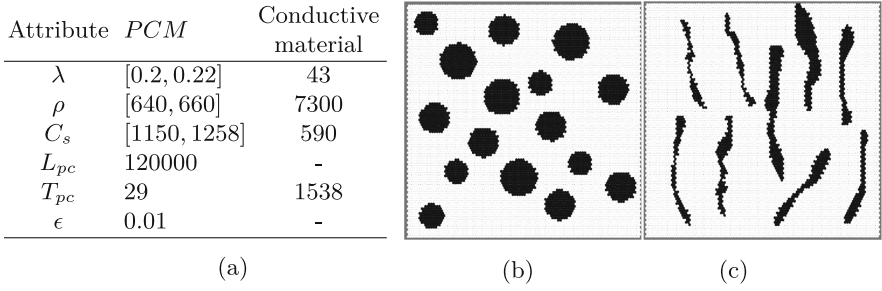 Attribute PCM Conductive material
λ [0.2, 0.22] 43
ρ [640, 660] 7300
C_s [1150, 1258] 590
L_pc 120000 -
T_pc 29 1538
ϵ 0.01 -
(a) (b) (c)